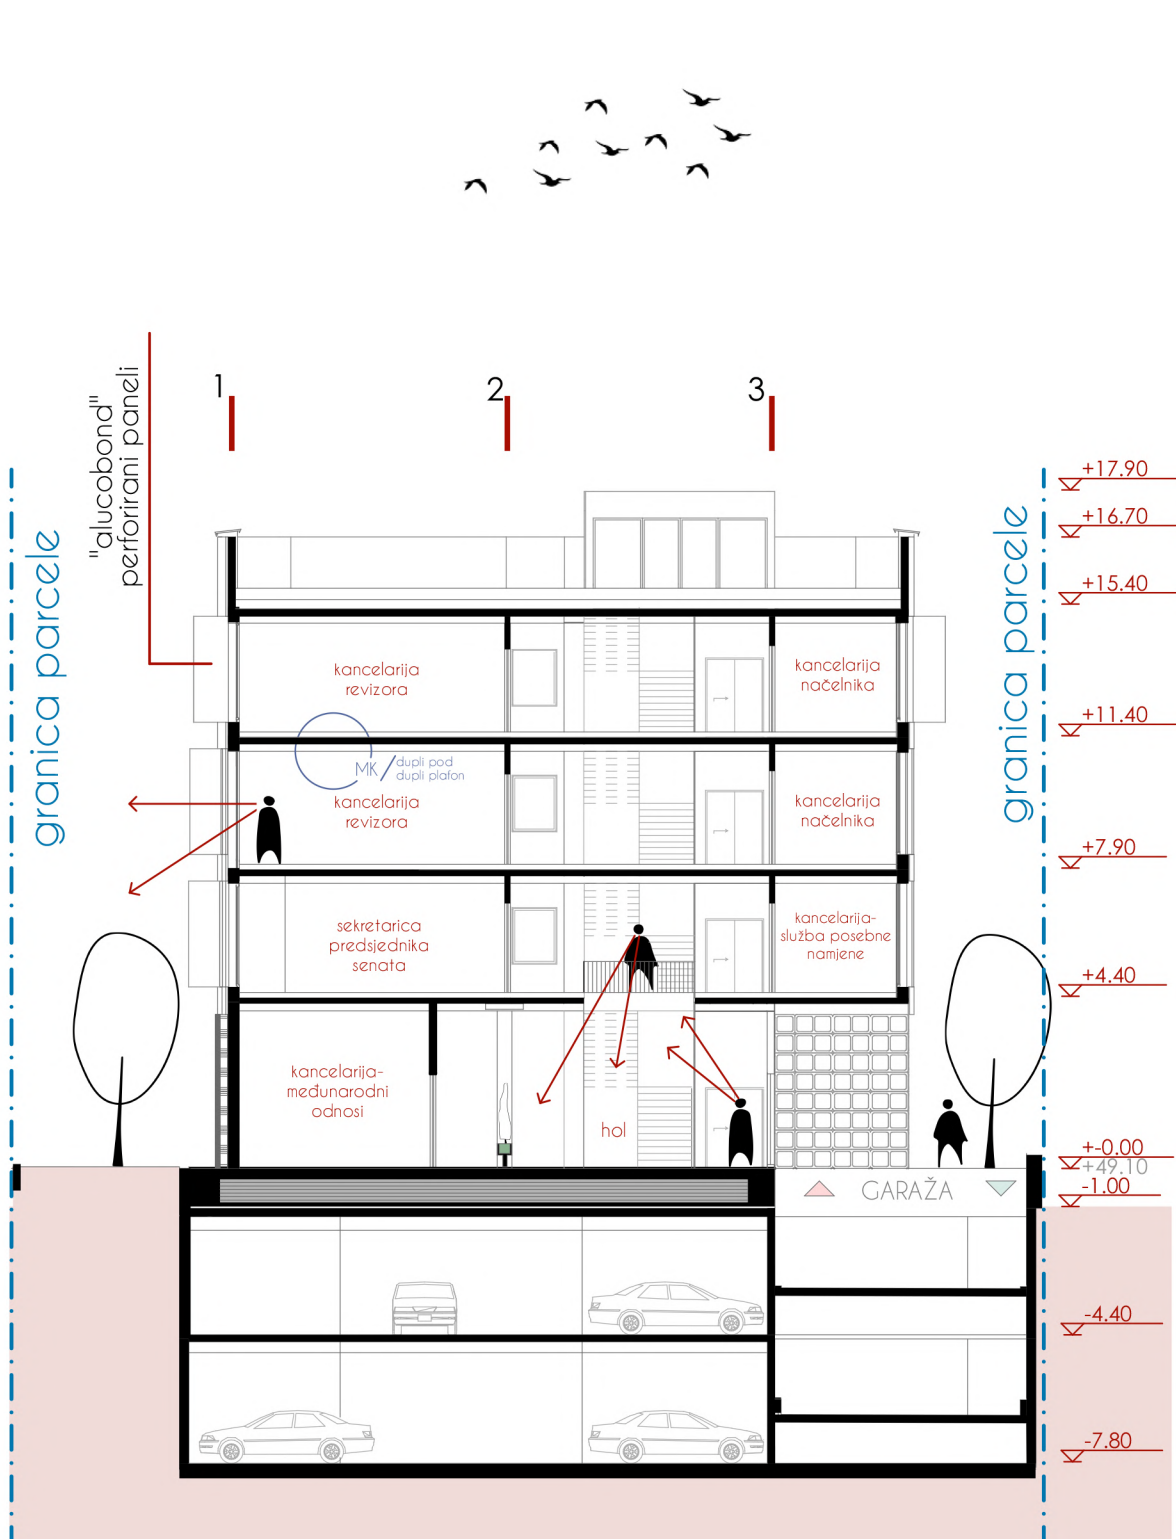 1
2
3
"alucobond"
perforirani paneli
granica parcele
granica parcele
+17.90
+16.70
+15.40
+11.40
+7.90
+4.40
+-0.00
+49.10
-1.00
-4.40
-7.80
kancelarija
revizora
kancelarija
načelnika
MK/
dupli pod
dupli plafon
kancelarija
revizora
kancelarija
načelnika
sekretarica
predsjednika
senata
kancelarija-
služba posebne
namjene
kancelarija-
međunarodni
odnosi
hol
GARAŽA